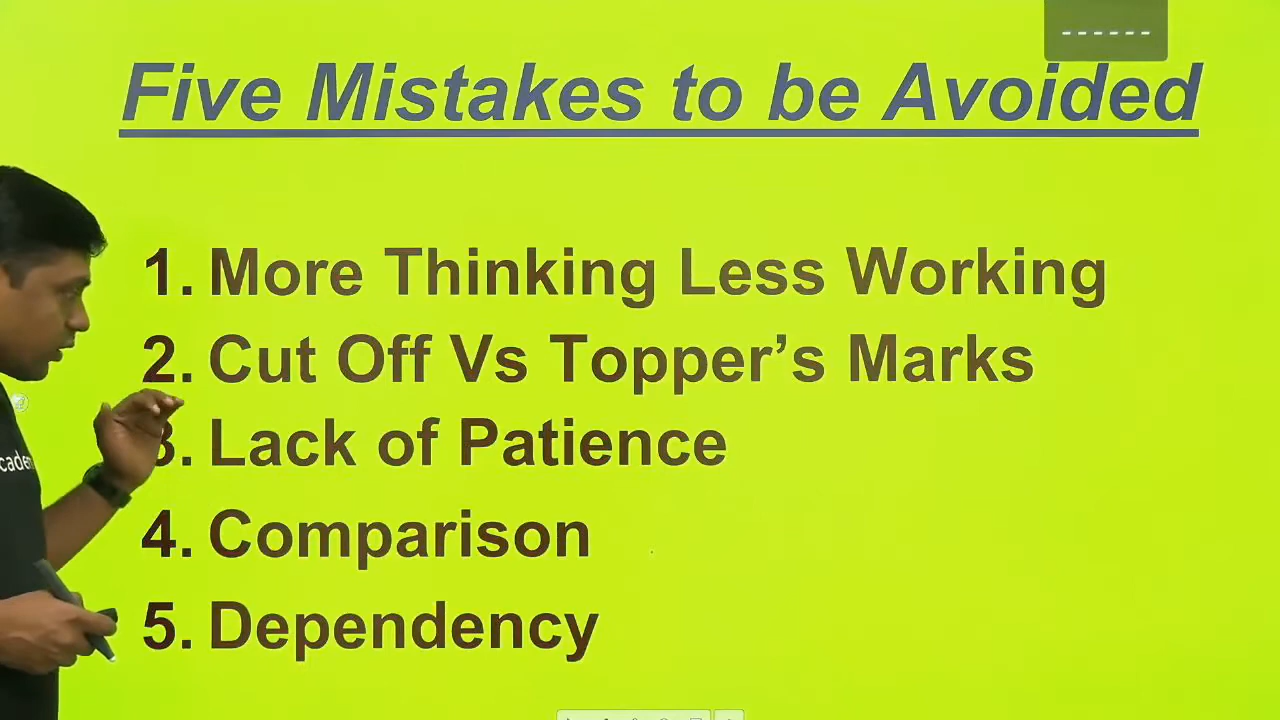 Five Mistakes to be Avoided
1. More Thinking Less Working
2. Cut Off Vs Topper’s Marks
3. Lack of Patience
4. Comparison
5. Dependency